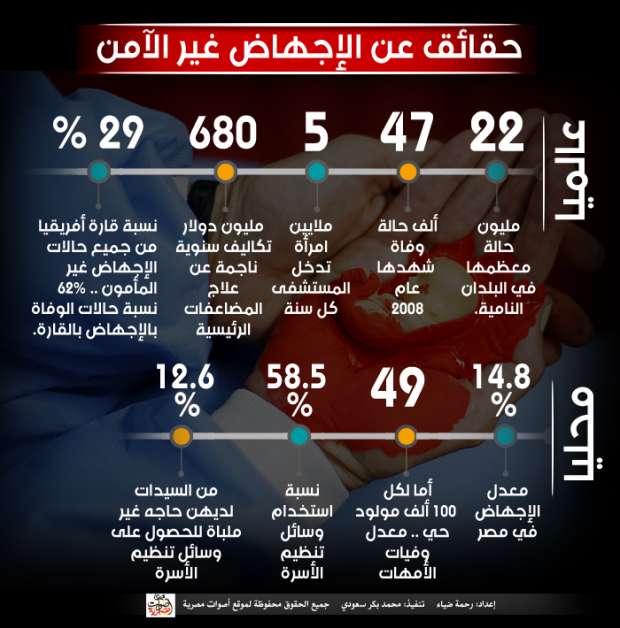 حقائق عن الإجهاض غير الآمن
عالميا
22
مليون
حالة
معظمها
في البلدان
النامية.
47
ألف حالة
وفاة
شهدها
عام
2008
5
ملايين
امرأة
تدخل
المستشفى
كل سنة
680
مليون دولار
تكاليف سنوية
ناجمة عن
علاج
المضاعفات
الرئيسية
29 %
نسبة قارة أفريقيا
من جميع حالات
الإجهاض غير
المأمون .. 62%
نسبة حالات الوفاة
بالإجهاض بالقارة.
محليا
14.8
%
معدل
الإجهاض
في مصر
49
أما لكل
100 ألف مولود
حي .. معدل
وفيات
الأمهات
58.5
%
نسبة
استخدام
وسائل
تنظيم
الأسرة
12.6
%
من السيدات
لديهن حاجه غير
ملباة للحصول على
وسائل تنظيم
الأسرة
إعداد: رحمة ضياء تنفيذ: محمد بكر سعودي جميع الحقوق محفوظة لموقع أصوات مصرية